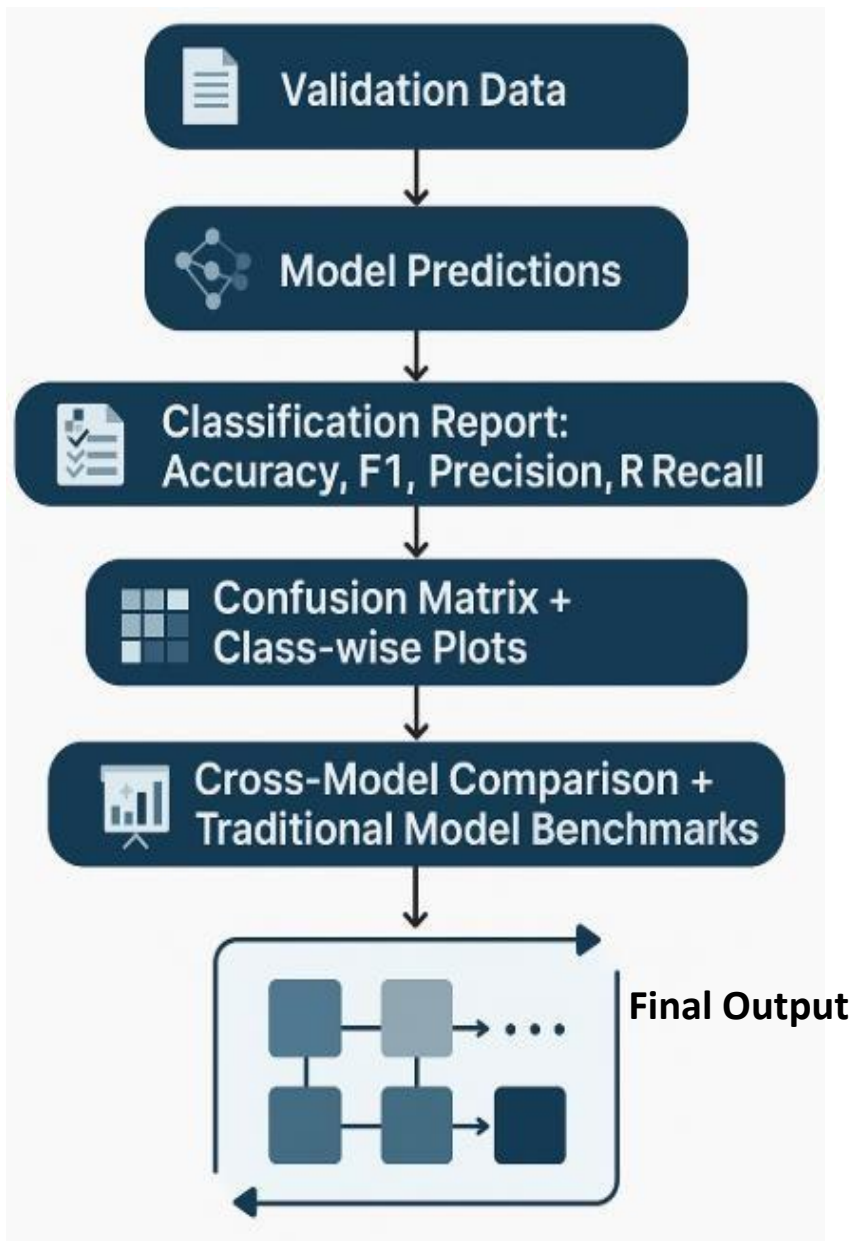 Validation Data
Model Predictions
Classification Report:
Accuracy, F1, Precision, R Recall
Confusion Matrix +
Class-wise Plots
Cross-Model Comparison +
Traditional Model Benchmarks
Final Output